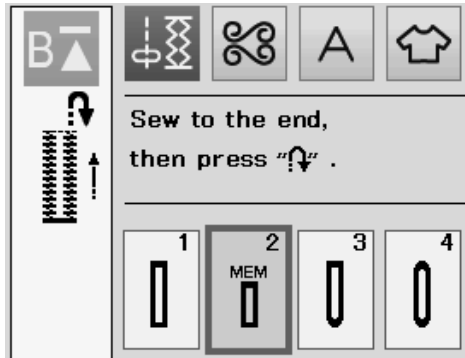 B
A
Sew to the end,
then press "↷" .
1 2 3 4
MEM